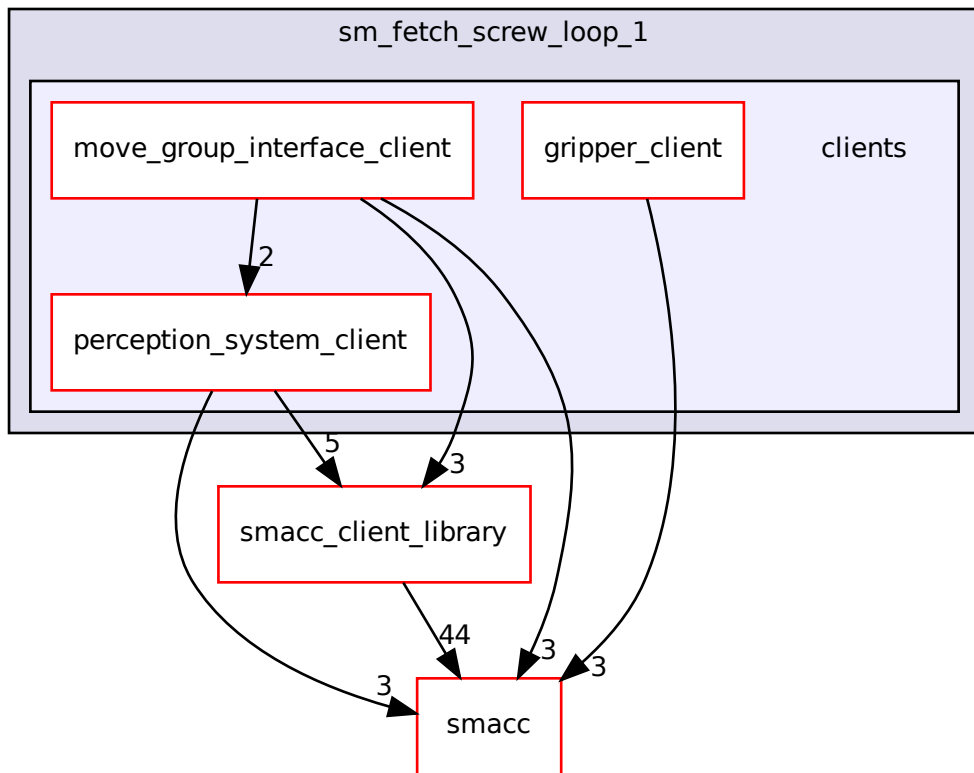 sm_fetch_screw_loop_1
move_group_interface_client
gripper_client
clients
2
perception_system_client
5
3
smacc_client_library
44
3
3
3
smacc